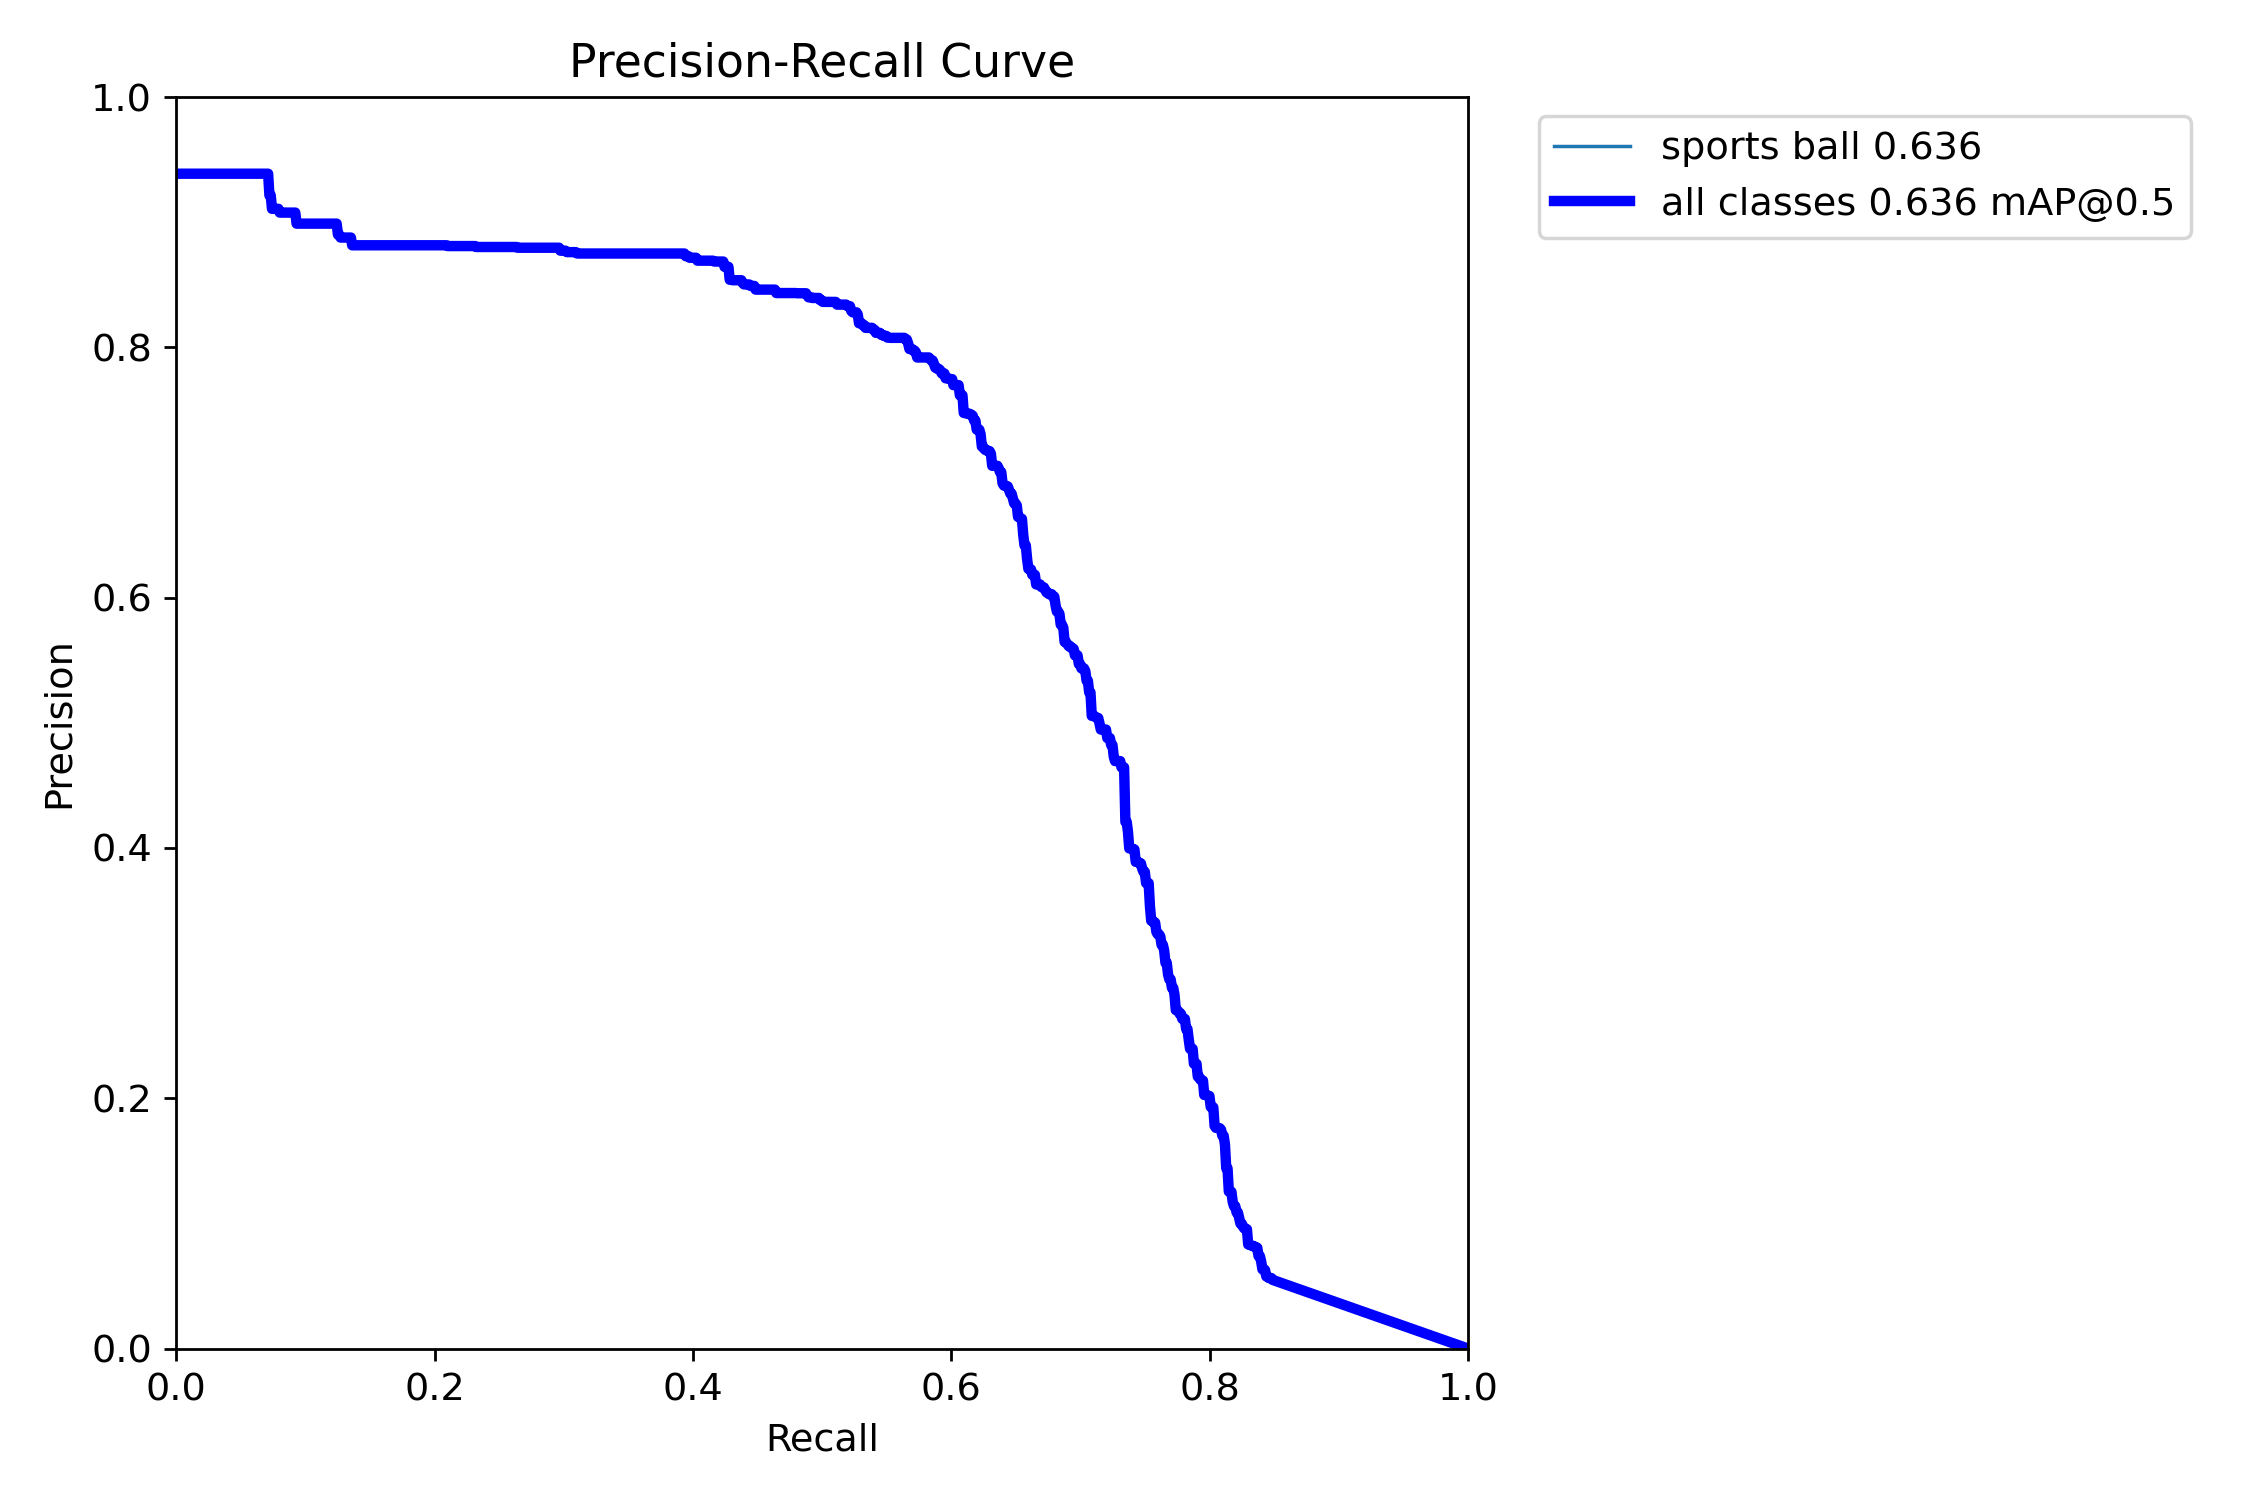 Precision-Recall Curve
1.0
0.8
0.6
0.4
0.2
0.0
Precision
0.0 0.2 0.4 0.6 0.8 1.0
Recall
sports ball 0.636
all classes 0.636 mAP@0.5